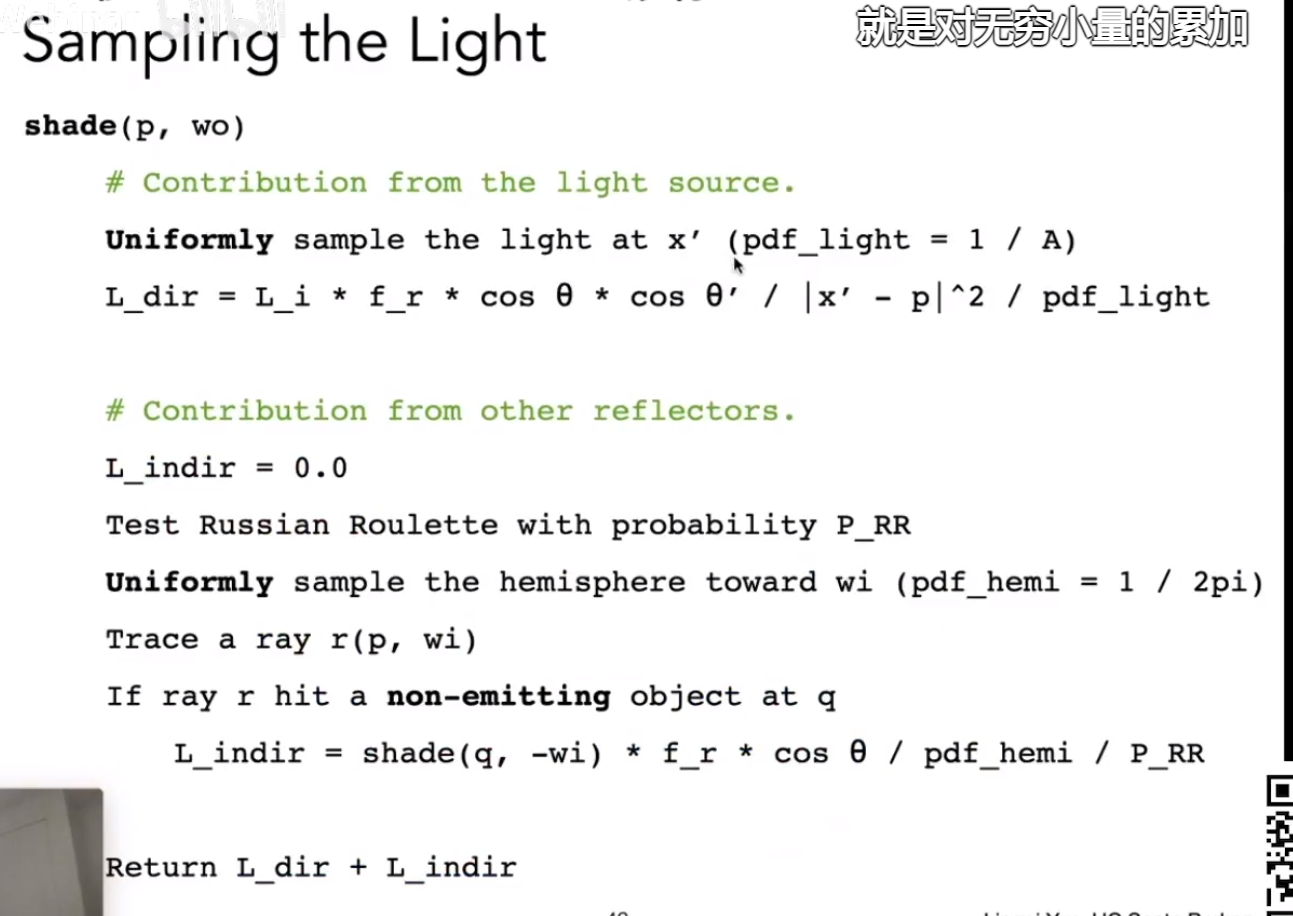 就是对无穷小量的累加
Sampling the Light
shade(p, wo)
# Contribution from the light source.
Uniformly sample the light at x′ (pdf_light = 1 / A)
L_dir = L_i * f_r * cos θ * cos θ′ / |x′ - p|^2 / pdf_light
# Contribution from other reflectors.
L_indir = 0.0
Test Russian Roulette with probability P_RR
Uniformly sample the hemisphere toward wi (pdf_hemi = 1 / 2pi)
Trace a ray r(p, wi)
If ray r hit a non-emitting object at q
L_indir = shade(q, -wi) * f_r * cos θ / pdf_hemi / P_RR
Return L_dir + L_indir